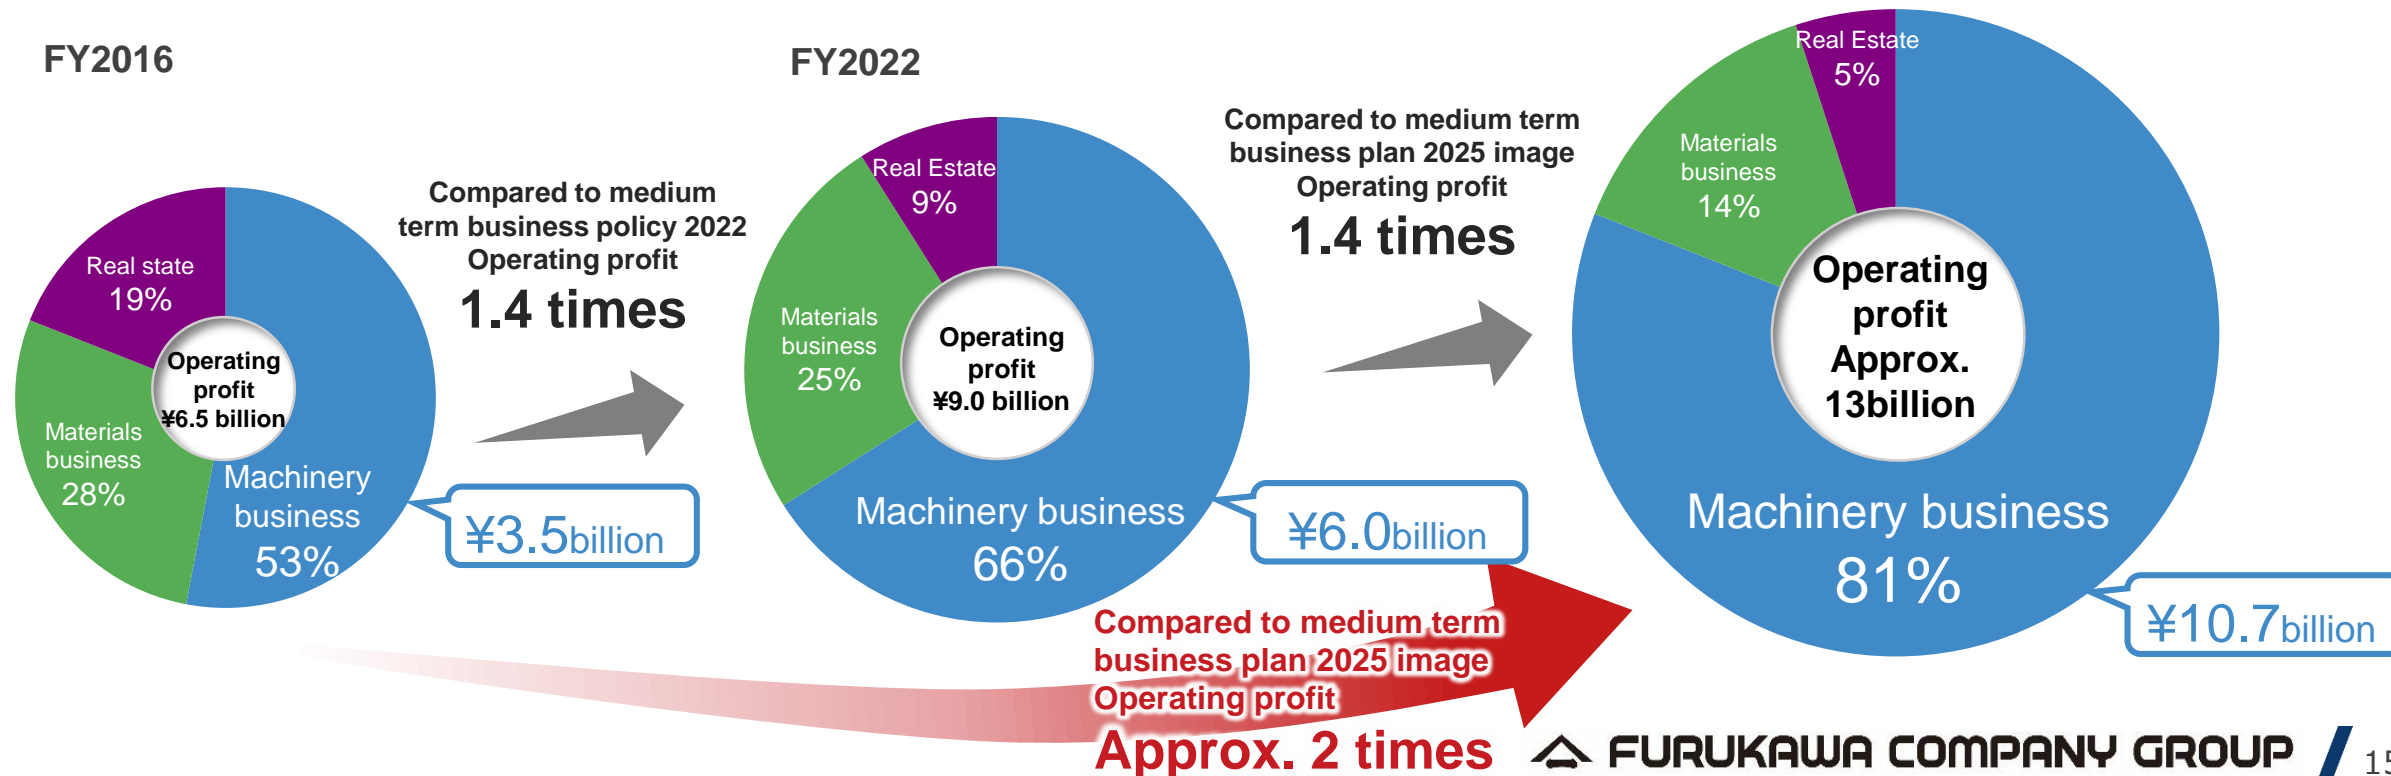 FY2016
Real state
19%
Materials
business
28%
Operating
profit
¥6.5 billion
Machinery
business
53%
¥3.5billion
Compared to medium
term business policy 2022
Operating profit
1.4 times
FY2022
Real Estate
9%
Materials
business
25%
Operating
profit
¥9.0 billion
Machinery business
66%
¥6.0billion
Compared to medium term
business plan 2025 image
Operating profit
1.4 times
Real Estate
5%
Materials
business
14%
Operating
profit
Approx.
13billion
Machinery business
81%
¥10.7billion
Compared to medium term
business plan 2025 image
Operating profit
Approx. 2 times
FURUKAWA COMPANY GROUP
15